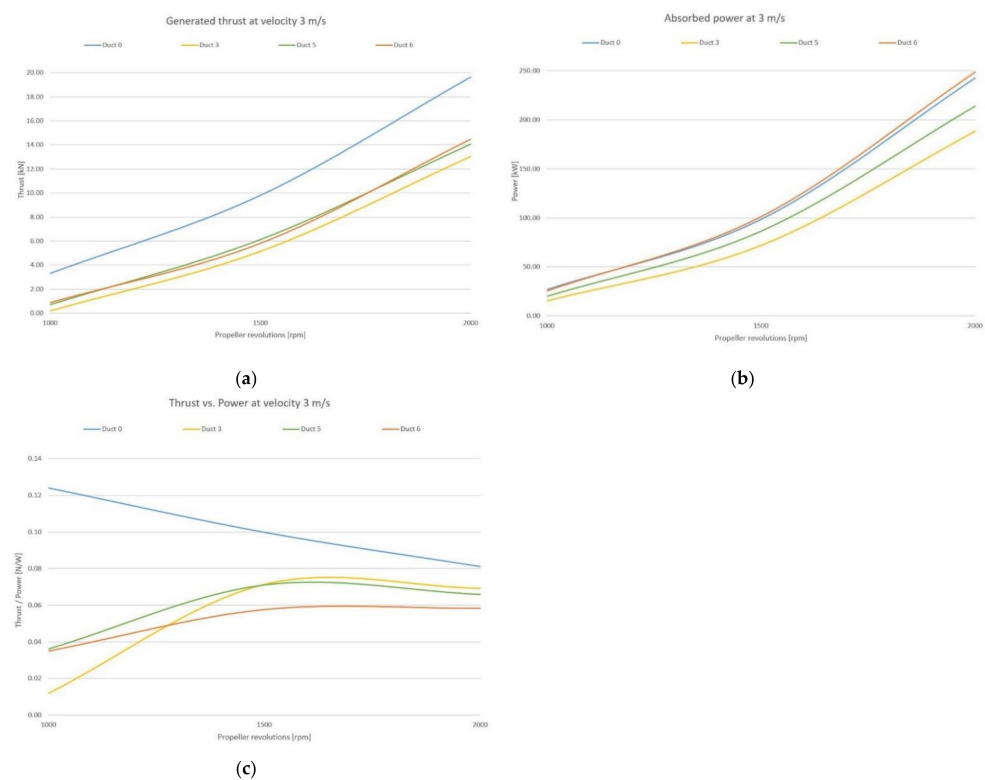 Generated thrust at velocity 3 m/s
Duct 0 Duct 3 Duct 5 Duct 6
20.00
18.00
16.00
14.00
12.00
10.00
8.00
6.00
4.00
2.00
0.00
Thrust [kN]
1000 1500 2000
Propeller revolutions [rpm]
(a)
Absorbed power at 3 m/s
Duct 0 Duct 3 Duct 5 Duct 6
250.00
200.00
150.00
100.00
50.00
0.00
Power [kW]
1000 1500 2000
Propeller revolutions [rpm]
(b)
Thrust vs. Power at velocity 3 m/s
Duct 0 Duct 3 Duct 5 Duct 6
0.14
0.12
0.10
0.08
0.06
0.04
0.02
0.00
Thrust / Power [N/W]
1000 1500 2000
Propeller revolutions [rpm]
(c)